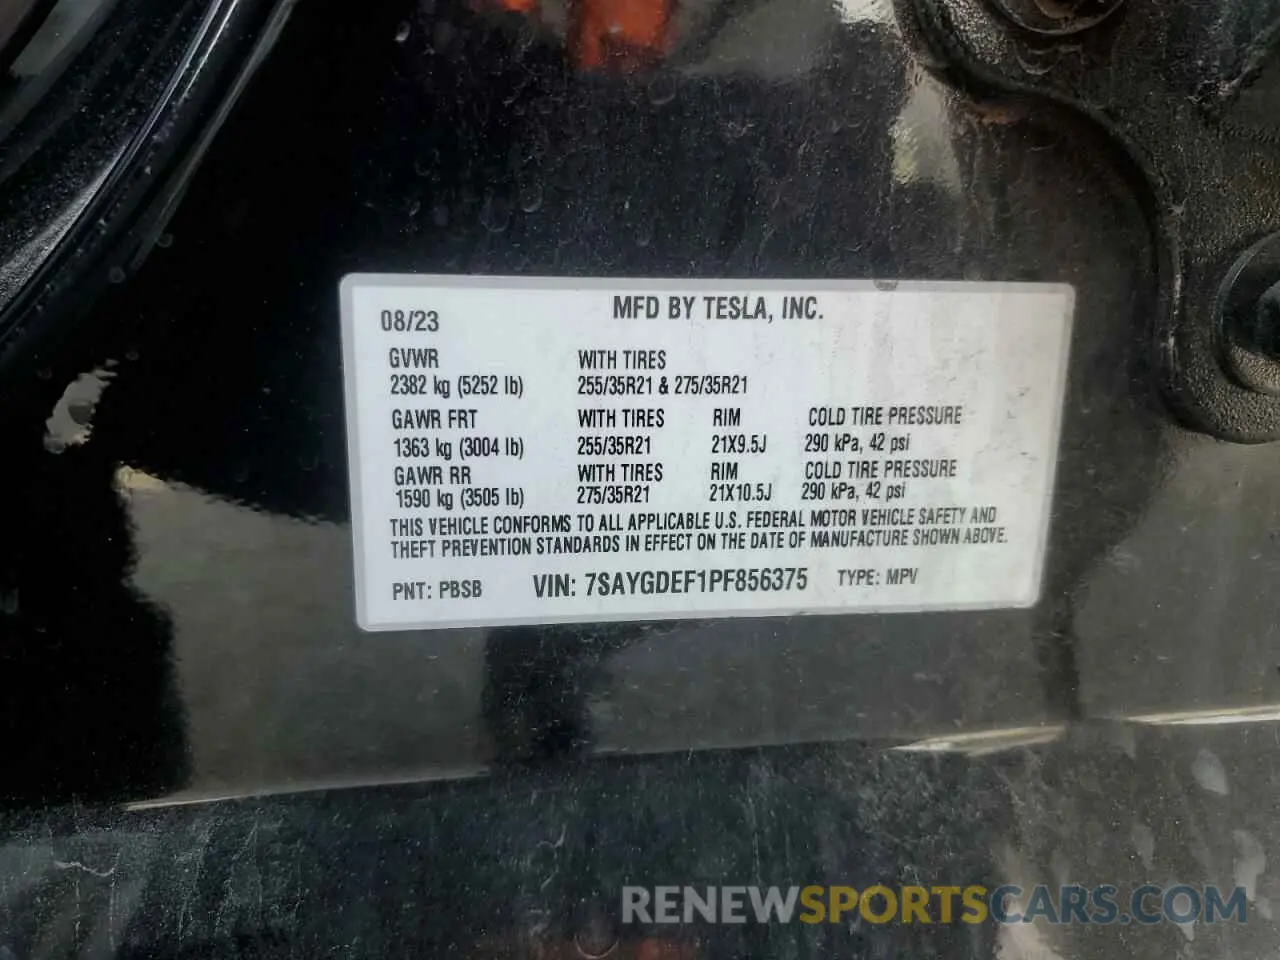 08/23 MFD BY TESLA, INC.
GVWR WITH TIRES
2382 kg (5252 lb) 255/35R21 & 275/35R21
GAWR FRT WITH TIRES RIM COLD TIRE PRESSURE
1363 kg (3004 lb) 255/35R21 21X9.5J 290 kPa, 42 psi
GAWR RR WITH TIRES RIM COLD TIRE PRESSURE
1590 kg (3505 lb) 275/35R21 21X10.5J 290 kPa, 42 psi
THIS VEHICLE CONFORMS TO ALL APPLICABLE U.S. FEDERAL MOTOR VEHICLE SAFETY AND
THEFT PREVENTION STANDARDS IN EFFECT ON THE DATE OF MANUFACTURE SHOWN ABOVE.
PNT: PBSB VIN: 7SAYGDEF1PF856375 TYPE: MPV
RENEWSPORTSCARS.COM